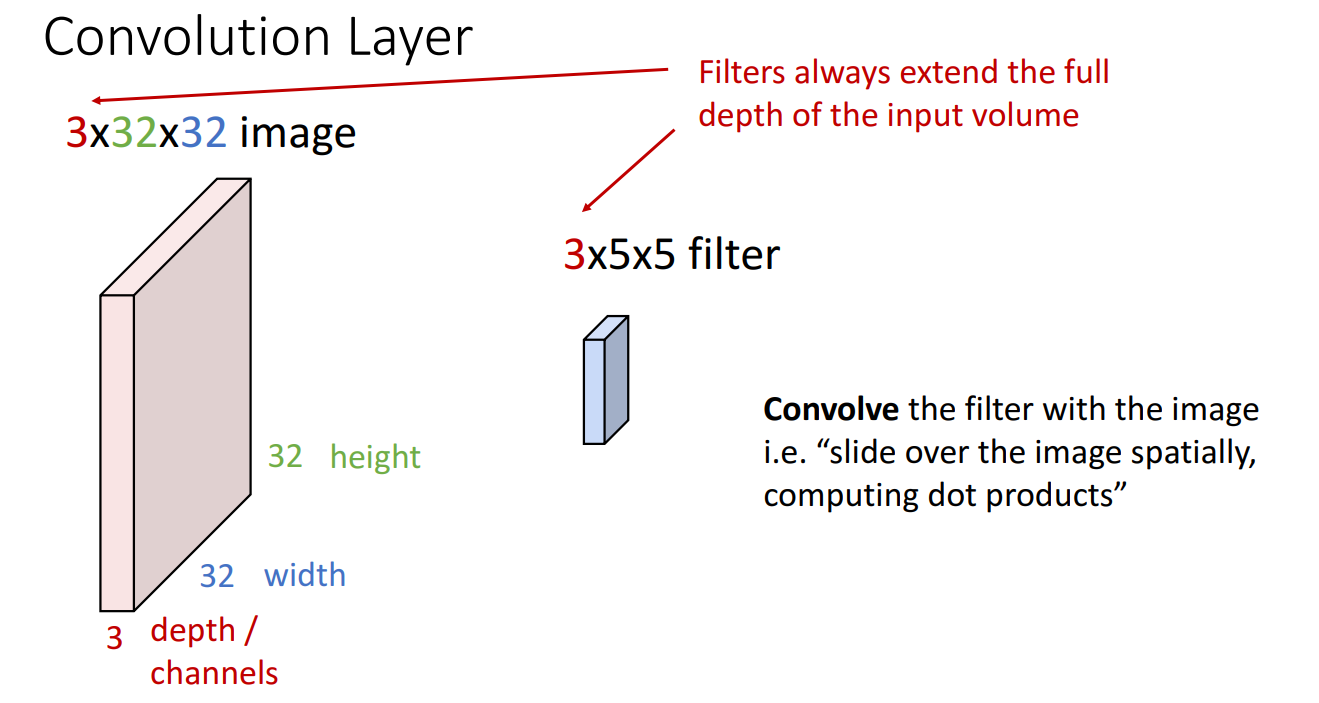 Convolution Layer
Filters always extend the full
depth of the input volume
3x32x32 image
3x5x5 filter
Convolve the filter with the image
i.e. “slide over the image spatially,
computing dot products”
32 height
32 width
3 depth /
channels